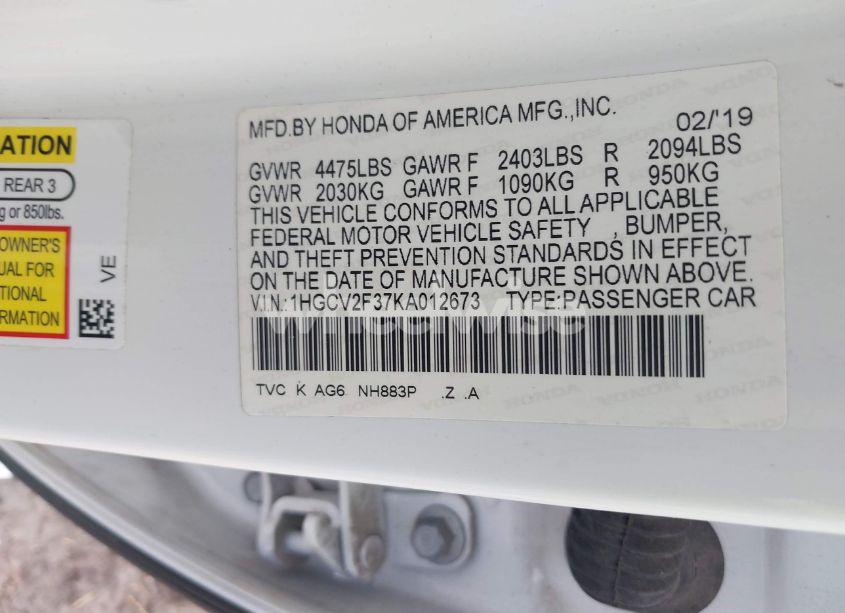 ATION
REAR 3
g or 850lbs.
OWNER'S
UAL FOR
TIONAL
RMATION
VE
MFD.BY HONDA OF AMERICA MFG.,INC. 02/'19
GVWR 4475LBS GAWR F 2403LBS R 2094LBS
GVWR 2030KG GAWR F 1090KG R 950KG
THIS VEHICLE CONFORMS TO ALL APPLICABLE
FEDERAL MOTOR VEHICLE SAFETY , BUMPER,
AND THEFT PREVENTION STANDARDS IN EFFECT
ON THE DATE OF MANUFACTURE SHOWN ABOVE.
V.I.N.:1HGCV2F37KA012673 TYPE:PASSENGER CAR
wheelwise
TVC K AG6 NH883P .Z .A